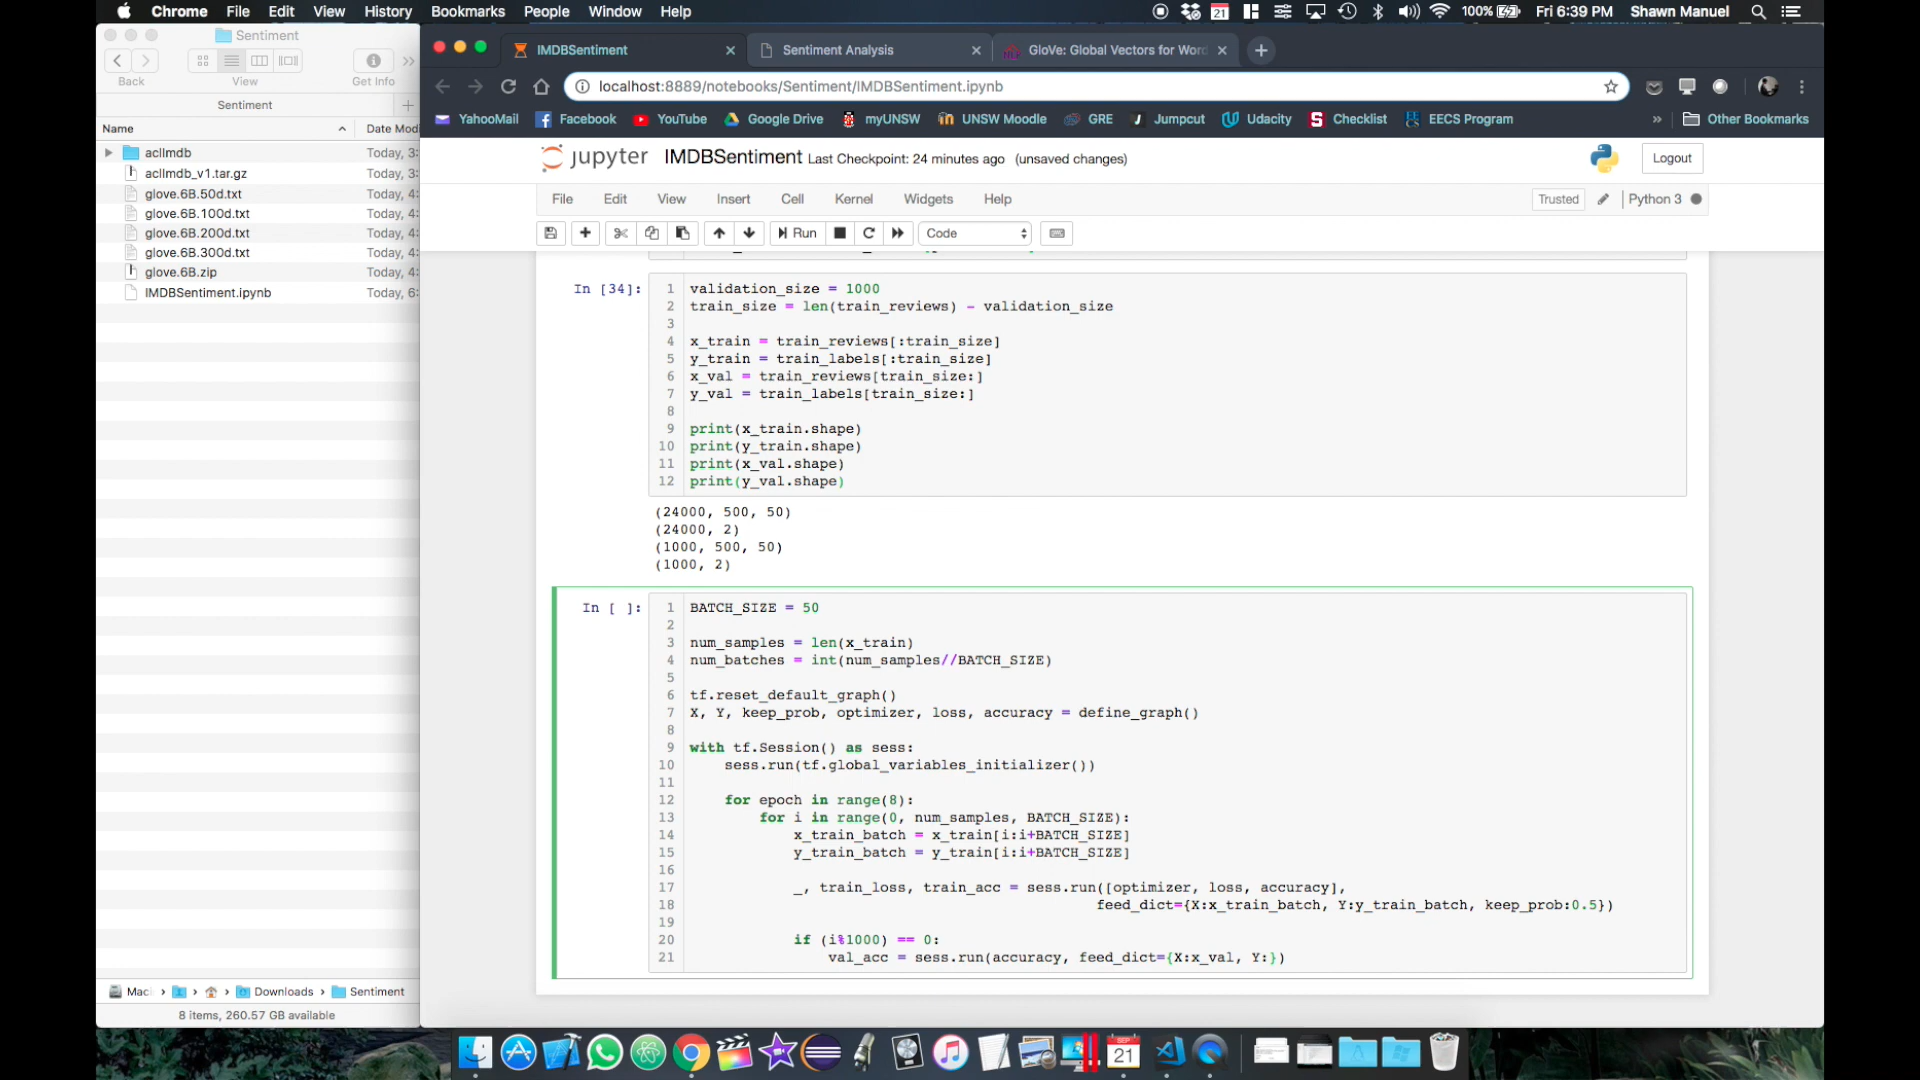 Chrome File Edit View History Bookmarks People Window Help
21 100% Fri 6:39 PM Shawn Manuel
Sentiment
Back View Get Info
Sentiment
Name Date Mod
aclImdb Today, 3:
aclImdb_v1.tar.gz Today, 3:
glove.6B.50d.txt Today, 4:
glove.6B.100d.txt Today, 4:
glove.6B.200d.txt Today, 4:
glove.6B.300d.txt Today, 4:
glove.6B.zip Today, 4:
IMDBSentiment.ipynb Today, 6:
Maci Downloads Sentiment
8 items, 260.57 GB available
IMDBSentiment Sentiment Analysis GloVe: Global Vectors for Word
localhost:8889/notebooks/Sentiment/IMDBSentiment.ipynb
YahooMail Facebook YouTube Google Drive myUNSW UNSW Moodle GRE Jumpcut Udacity Checklist EECS Program » Other Bookmarks
jupyter IMDBSentiment Last Checkpoint: 24 minutes ago (unsaved changes) Logout
File Edit View Insert Cell Kernel Widgets Help Trusted Python 3
Run Code
In [34]:
1 validation_size = 1000
2 train_size = len(train_reviews) - validation_size
3
4 x_train = train_reviews[:train_size]
5 y_train = train_labels[:train_size]
6 x_val = train_reviews[train_size:]
7 y_val = train_labels[train_size:]
8
9 print(x_train.shape)
10 print(y_train.shape)
11 print(x_val.shape)
12 print(y_val.shape)
(24000, 500, 50)
(24000, 2)
(1000, 500, 50)
(1000, 2)
In [ ]:
1 BATCH_SIZE = 50
2
3 num_samples = len(x_train)
4 num_batches = int(num_samples//BATCH_SIZE)
5
6 tf.reset_default_graph()
7 X, Y, keep_prob, optimizer, loss, accuracy = define_graph()
8
9 with tf.Session() as sess:
10 sess.run(tf.global_variables_initializer())
11
12 for epoch in range(8):
13 for i in range(0, num_samples, BATCH_SIZE):
14 x_train_batch = x_train[i:i+BATCH_SIZE]
15 y_train_batch = y_train[i:i+BATCH_SIZE]
16
17 _, train_loss, train_acc = sess.run([optimizer, loss, accuracy],
18 feed_dict={X:x_train_batch, Y:y_train_batch, keep_prob:0.5})
19
20 if (i%1000) == 0:
21 val_acc = sess.run(accuracy, feed_dict={X:x_val, Y:})
SEP
21